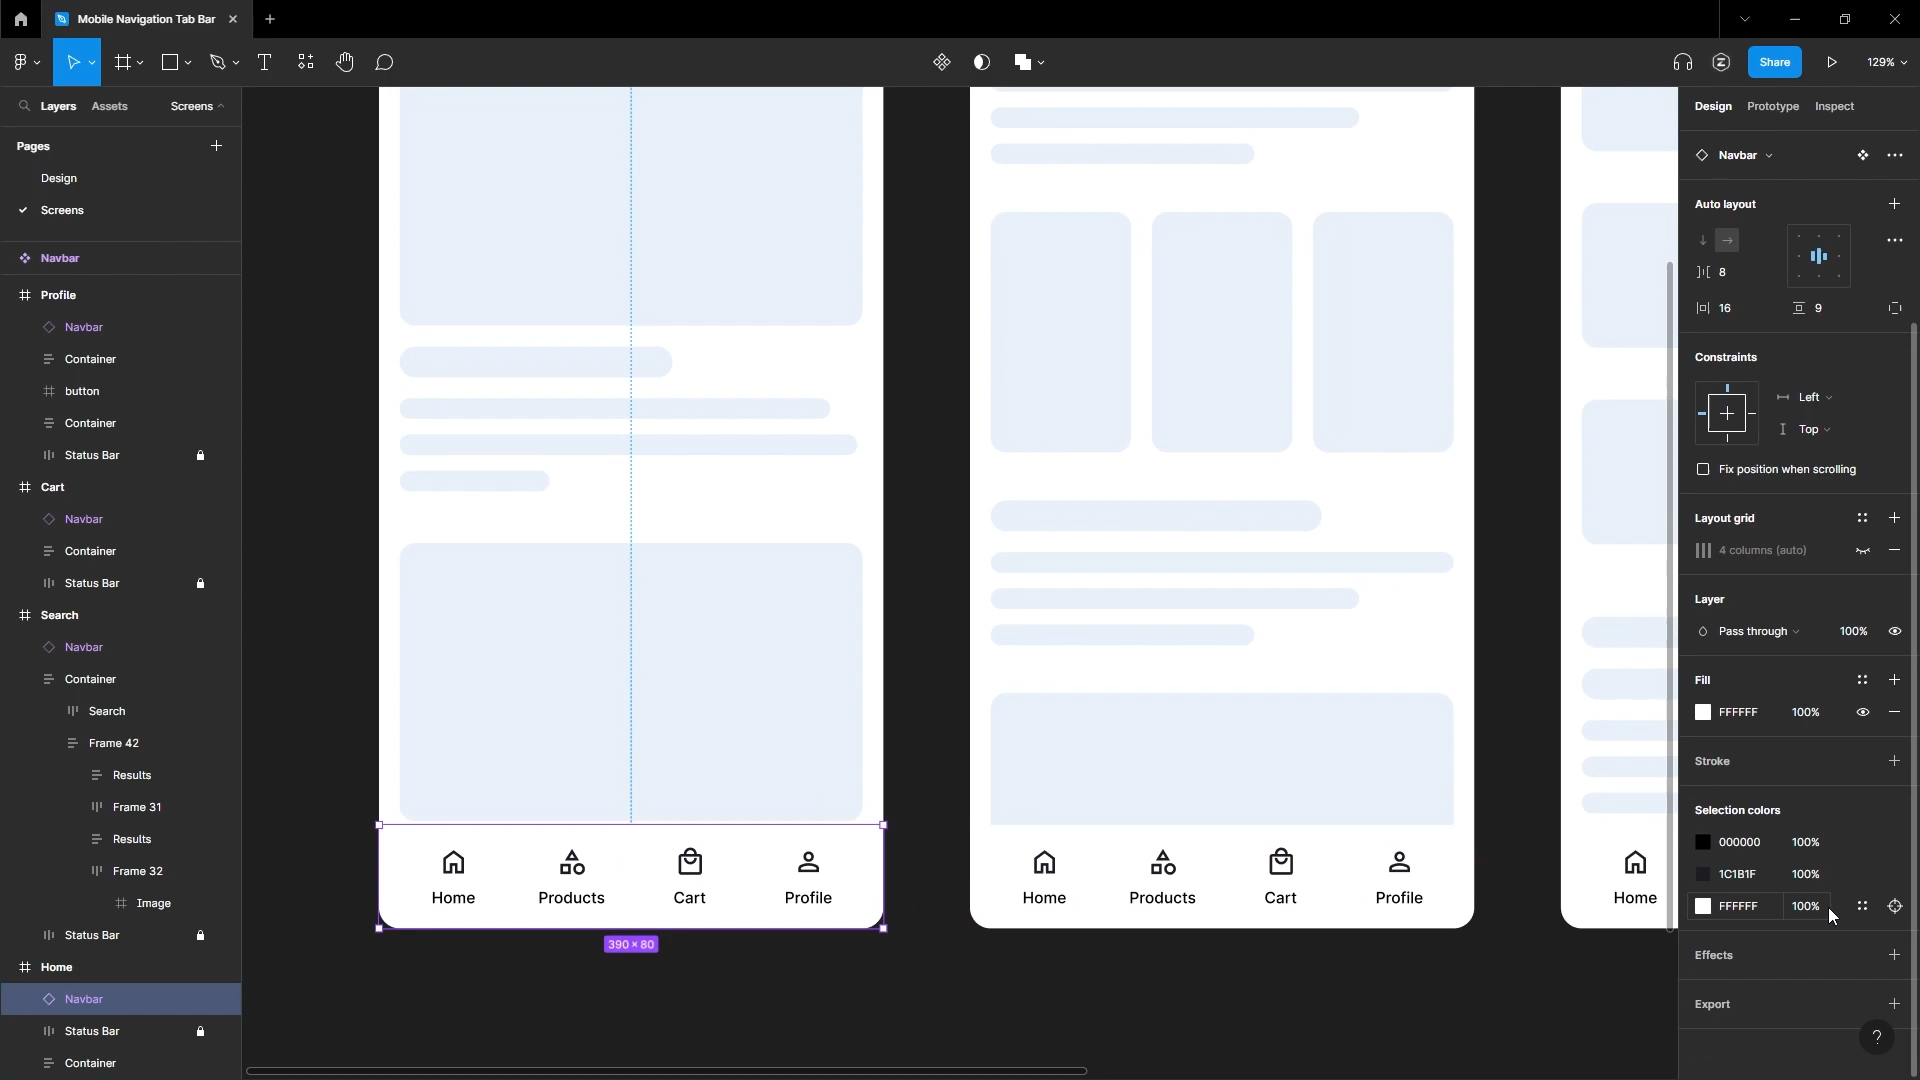 Mobile Navigation Tab Bar
Share
129%
Layers
Assets
Screens
Pages
Design
Screens
Navbar
Profile
Navbar
Container
button
Container
Status Bar
Cart
Navbar
Container
Status Bar
Search
Navbar
Container
Search
Frame 42
Results
Frame 31
Results
Frame 32
Image
Status Bar
Home
Navbar
Status Bar
Container
Home
Products
Cart
Profile
390 × 80
Home
Products
Cart
Profile
Home
Design
Prototype
Inspect
Navbar
Auto layout
8
16
9
Constraints
Left
Top
Fix position when scrolling
Layout grid
4 columns (auto)
Layer
Pass through
100%
Fill
FFFFFF
100%
Stroke
Selection colors
000000
100%
1C1B1F
100%
FFFFFF
100%
Effects
Export
?